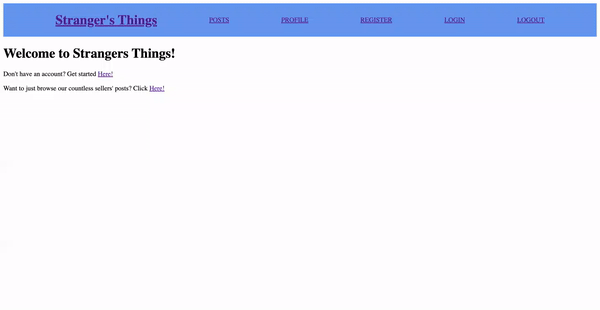 Stranger's Things POSTS PROFILE REGISTER LOGIN LOGOUT
Welcome to Strangers Things!
Don't have an account? Get started Here!
Want to just browse our countless sellers' posts? Click Here!